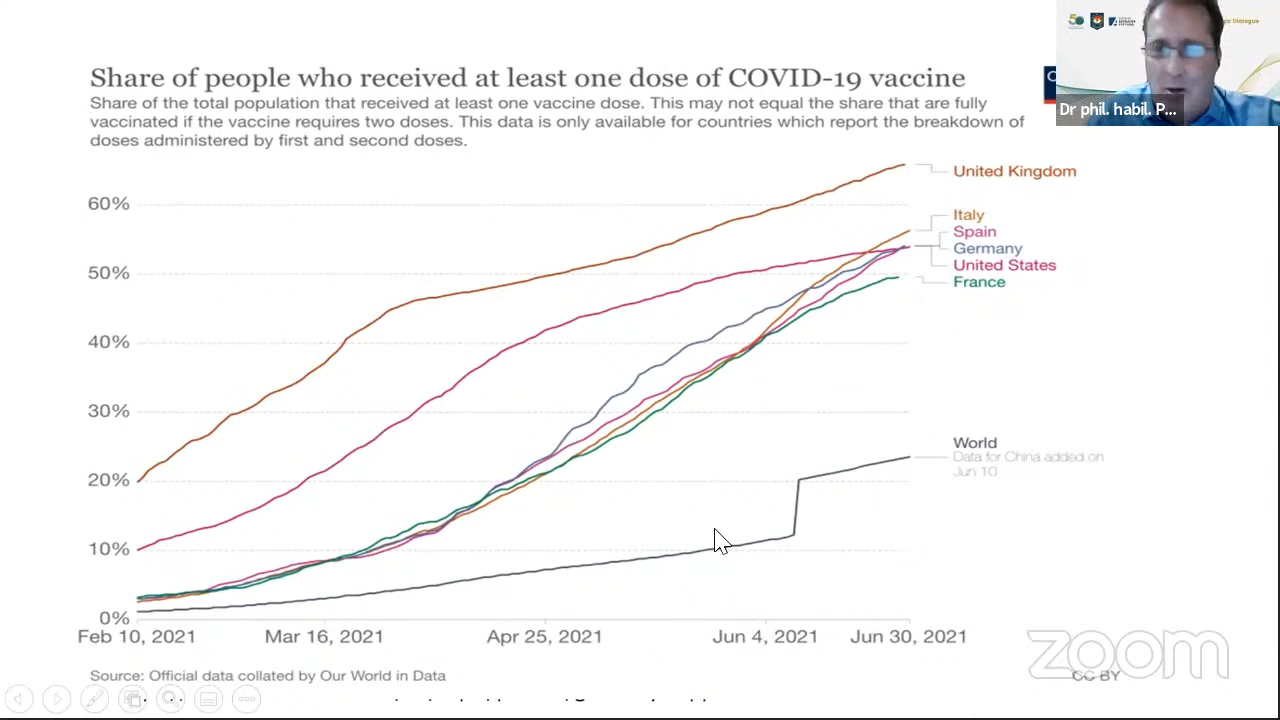 Share of people who received at least one dose of COVID-19 vaccine
Share of the total population that received at least one vaccine dose. This may not equal the share that are fully
vaccinated if the vaccine requires two doses. This data is only available for countries which report the breakdown of
doses administered by first and second doses.
Dr phil. habil. P...
60%
50%
40%
30%
20%
10%
0%
United Kingdom
Italy
Spain
Germany
United States
France
World
Data for China added on
Jun 10
Feb 10, 2021
Mar 16, 2021
Apr 25, 2021
Jun 4, 2021
Jun 30, 2021
Source: Official data collated by Our World in Data
CC BY
zoom